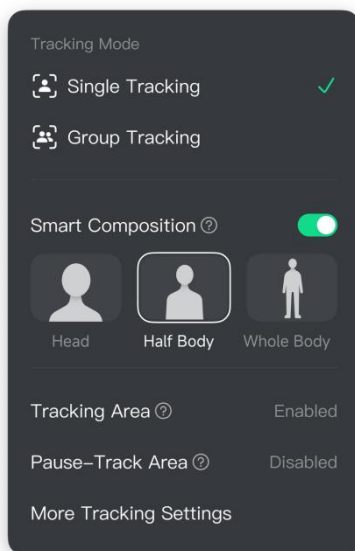 Tracking Mode
Single Tracking
Group Tracking
Smart Composition ?
Head Half Body Whole Body
Tracking Area ? Enabled
Pause-Track Area ? Disabled
More Tracking Settings